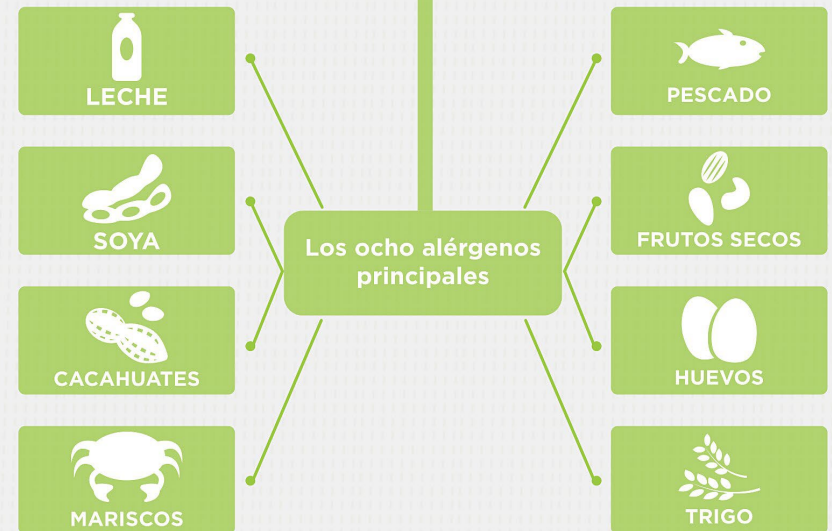 LECHE
PESCADO
SOYA
FRUTOS SECOS
Los ocho alérgenos
principales
CACAHUATES
HUEVOS
MARISCOS
TRIGO